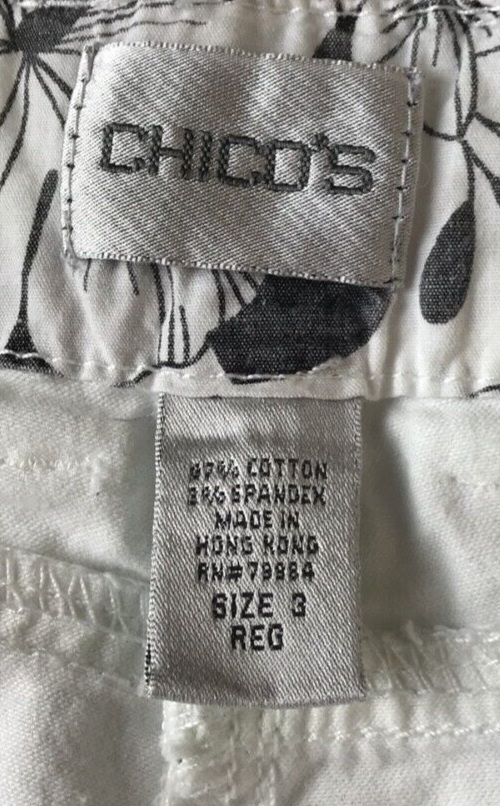 CHICO'S
97% COTTON
3% SPANDEX
MADE IN
HONG KONG
RN# 79884
SIZE 3
REG